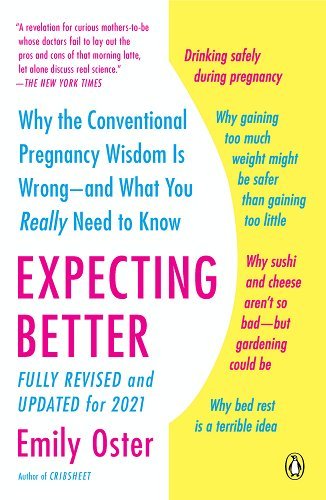 "A revelation for curious mothers-to-be
whose doctors fail to lay out the
pros and cons of that morning latte,
let alone discuss real science."
—THE NEW YORK TIMES
Why the Conventional
Pregnancy Wisdom Is
Wrong—and What You
Really Need to Know
EXPECTING
BETTER
FULLY REVISED and
UPDATED for 2021
Emily Oster
Author of CRIBSHEET
Drinking safely
during pregnancy
Why gaining
too much
weight might
be safer
than gaining
too little
Why sushi
and cheese
aren't so
bad—but
gardening
could be
Why bed rest
is a terrible idea